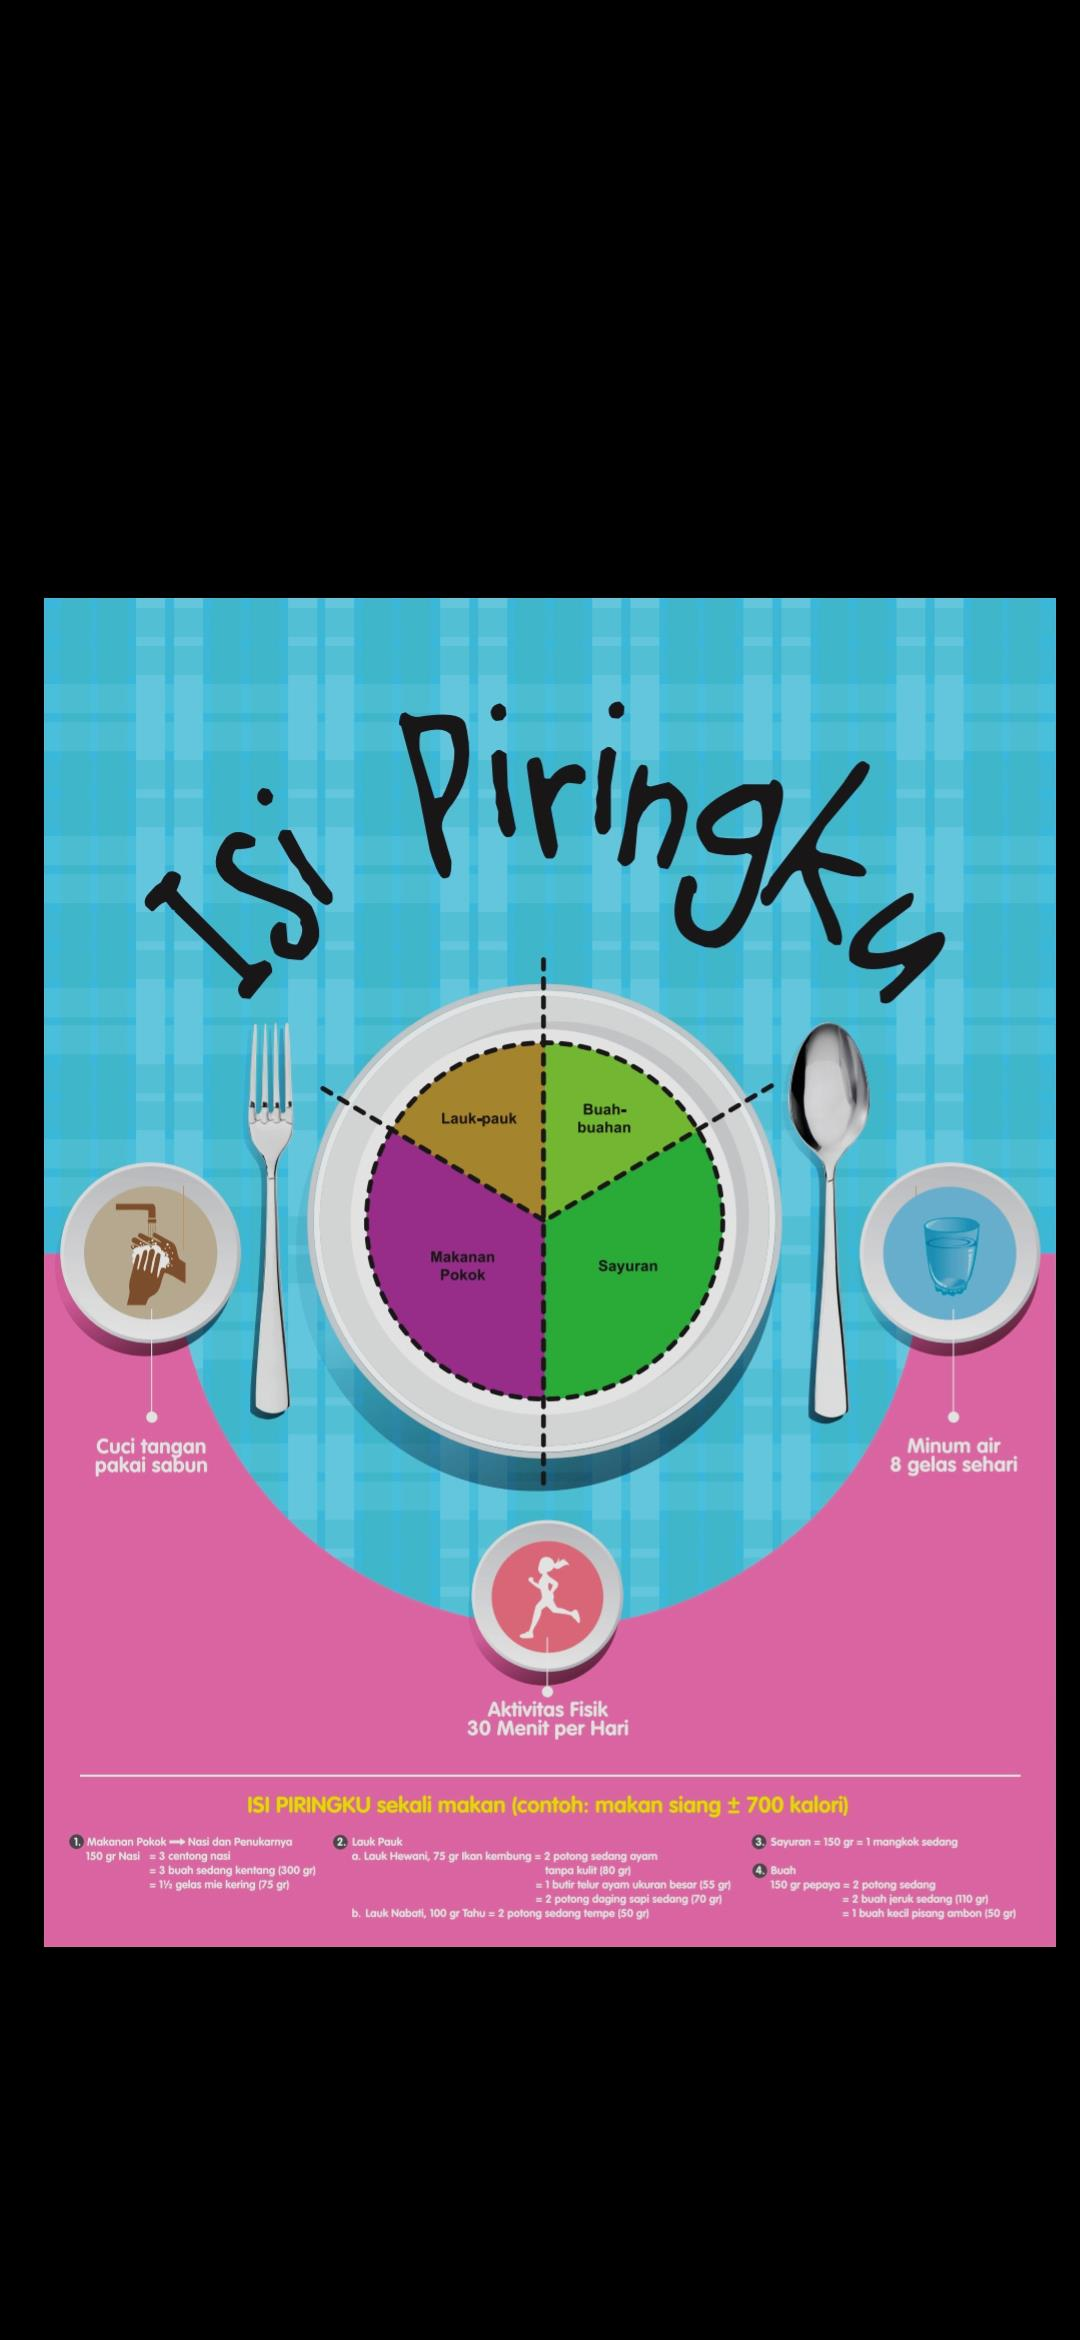 Isi Piringku
Lauk-pauk
Buah-
buahan
Makanan
Pokok
Sayuran
Cuci tangan
pakai sabun
Minum air
8 gelas sehari
Aktivitas Fisik
30 Menit per Hari
ISI PIRINGKU sekali makan (contoh: makan siang ± 700 kalori)
1. Makanan Pokok → Nasi dan Penukarnya
150 gr Nasi = 3 centong nasi
= 3 buah sedang kentang (300 gr)
= 1½ gelas mie kering (75 gr)
2. Lauk Pauk
a. Lauk Hewani, 75 gr Ikan kembung = 2 potong sedang ayam
tanpa kulit (80 gr)
= 1 butir telur ayam ukuran besar (55 gr)
= 2 potong daging sapi sedang (70 gr)
b. Lauk Nabati, 100 gr Tahu = 2 potong sedang tempe (50 gr)
3. Sayuran = 150 gr = 1 mangkok sedang
4. Buah
150 gr pepaya = 2 potong sedang
= 2 buah jeruk sedang (110 gr)
= 1 buah kecil pisang ambon (50 gr)